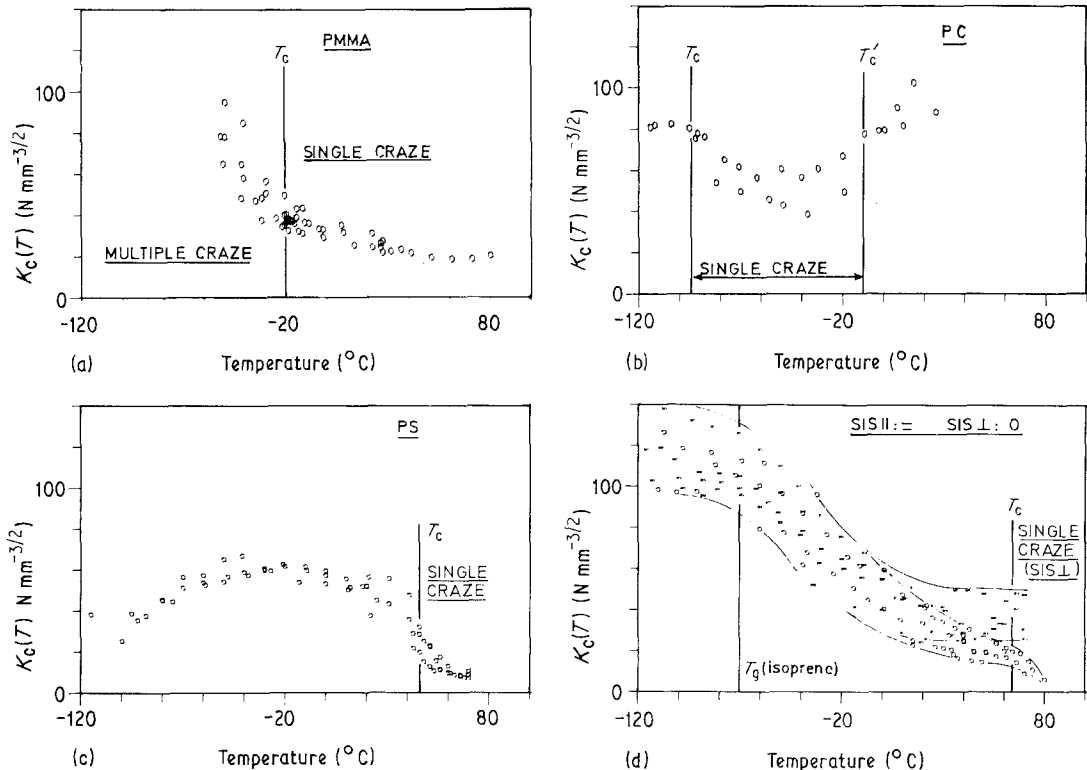 PMMA
T_c
100
SINGLE CRAZE
MULTIPLE CRAZE
0
-120
-20
80
K_c(T) (N mm^-3/2)
(a)
Temperature (°C)
PC
T_c
T_c'
100
SINGLE CRAZE
0
-120
-20
80
K_c(T) (N mm^-3/2)
(b)
Temperature (°C)
PS
100
T_c
SINGLE
CRAZE
0
-120
-20
80
K_c(T) N mm^-3/2)
(c)
Temperature (°C)
SIS||:= SIS⊥:O
100
T_c
SINGLE
CRAZE
(SIS⊥)
T_g(isoprene)
0
-120
-20
80
K_c(T) (N mm^-3/2)
(d)
Temperature (°C)